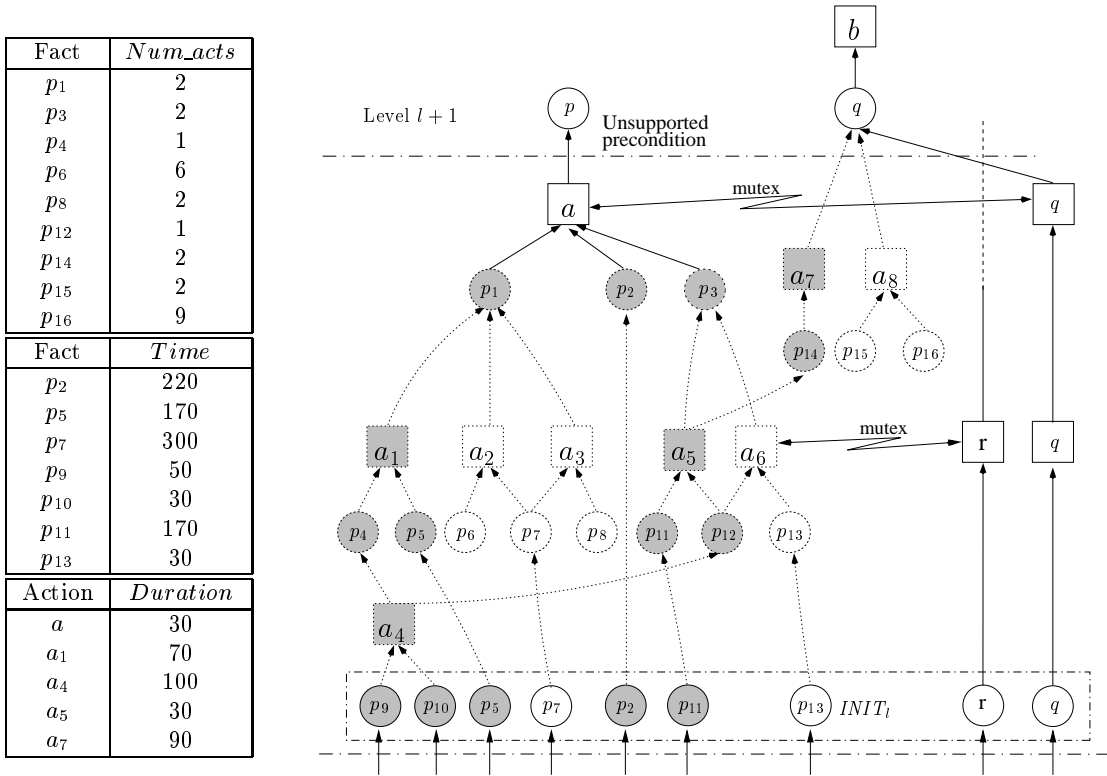 Fact Num_acts
p1 2
p3 2
p4 1
p6 6
p8 2
p12 1
p14 2
p15 2
p16 9
Fact Time
p2 220
p5 170
p7 300
p9 50
p10 30
p11 170
p13 30
Action Duration
a 30
a1 70
a4 100
a5 30
a7 90
b
Level l + 1
p
Unsupported
precondition
q
a
mutex
q
p1 p2 p3
a7 a8
p14 p15 p16
a1 a2 a3 a5 a6
mutex
r q
p4 p5 p6 p7 p8 p11 p12 p13
a4
p9 p10 p5 p7 p2 p11 p13 INITl r q